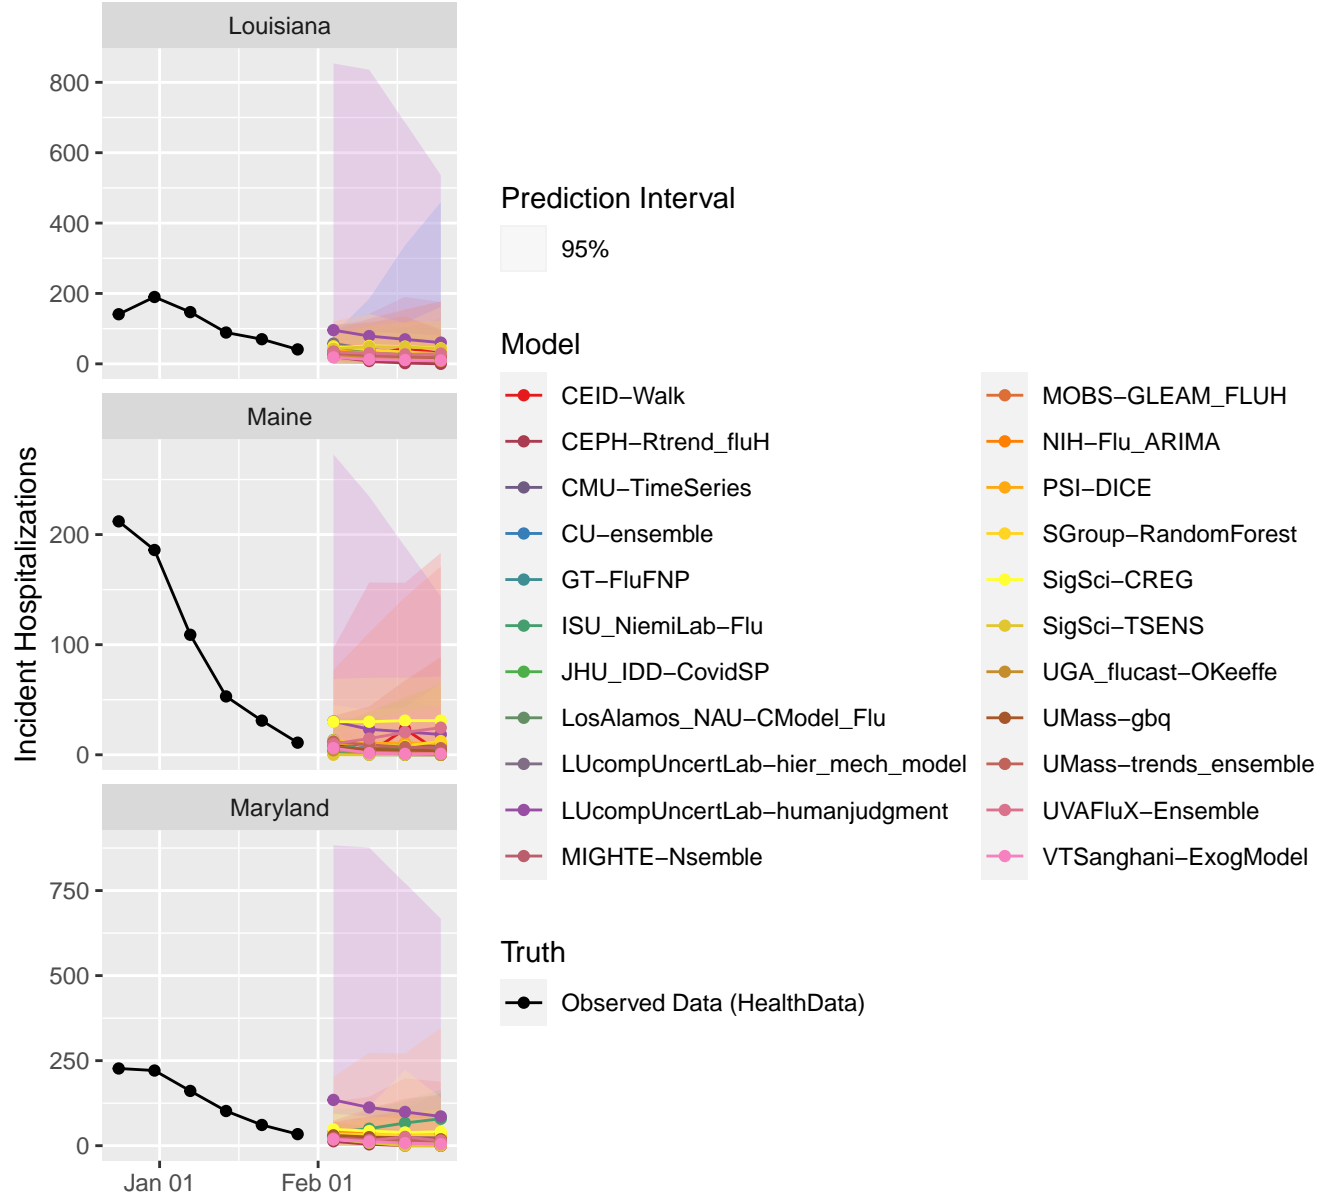 Louisiana
800
600
400
200
0
Maine
200
100
0
Maryland
750
500
250
0
Jan 01
Feb 01
Incident Hospitalizations
Prediction Interval
95%
Model
CEID−Walk
CEPH−Rtrend_fluH
CMU−TimeSeries
CU−ensemble
GT−FluFNP
ISU_NiemiLab−Flu
JHU_IDD−CovidSP
LosAlamos_NAU−CModel_Flu
LUcompUncertLab−hier_mech_model
LUcompUncertLab−humanjudgment
MIGHTE−Nsemble
MOBS−GLEAM_FLUH
NIH−Flu_ARIMA
PSI−DICE
SGroup−RandomForest
SigSci−CREG
SigSci−TSENS
UGA_flucast−OKeeffe
UMass−gbq
UMass−trends_ensemble
UVAFluX−Ensemble
VTSanghani−ExogModel
Truth
Observed Data (HealthData)